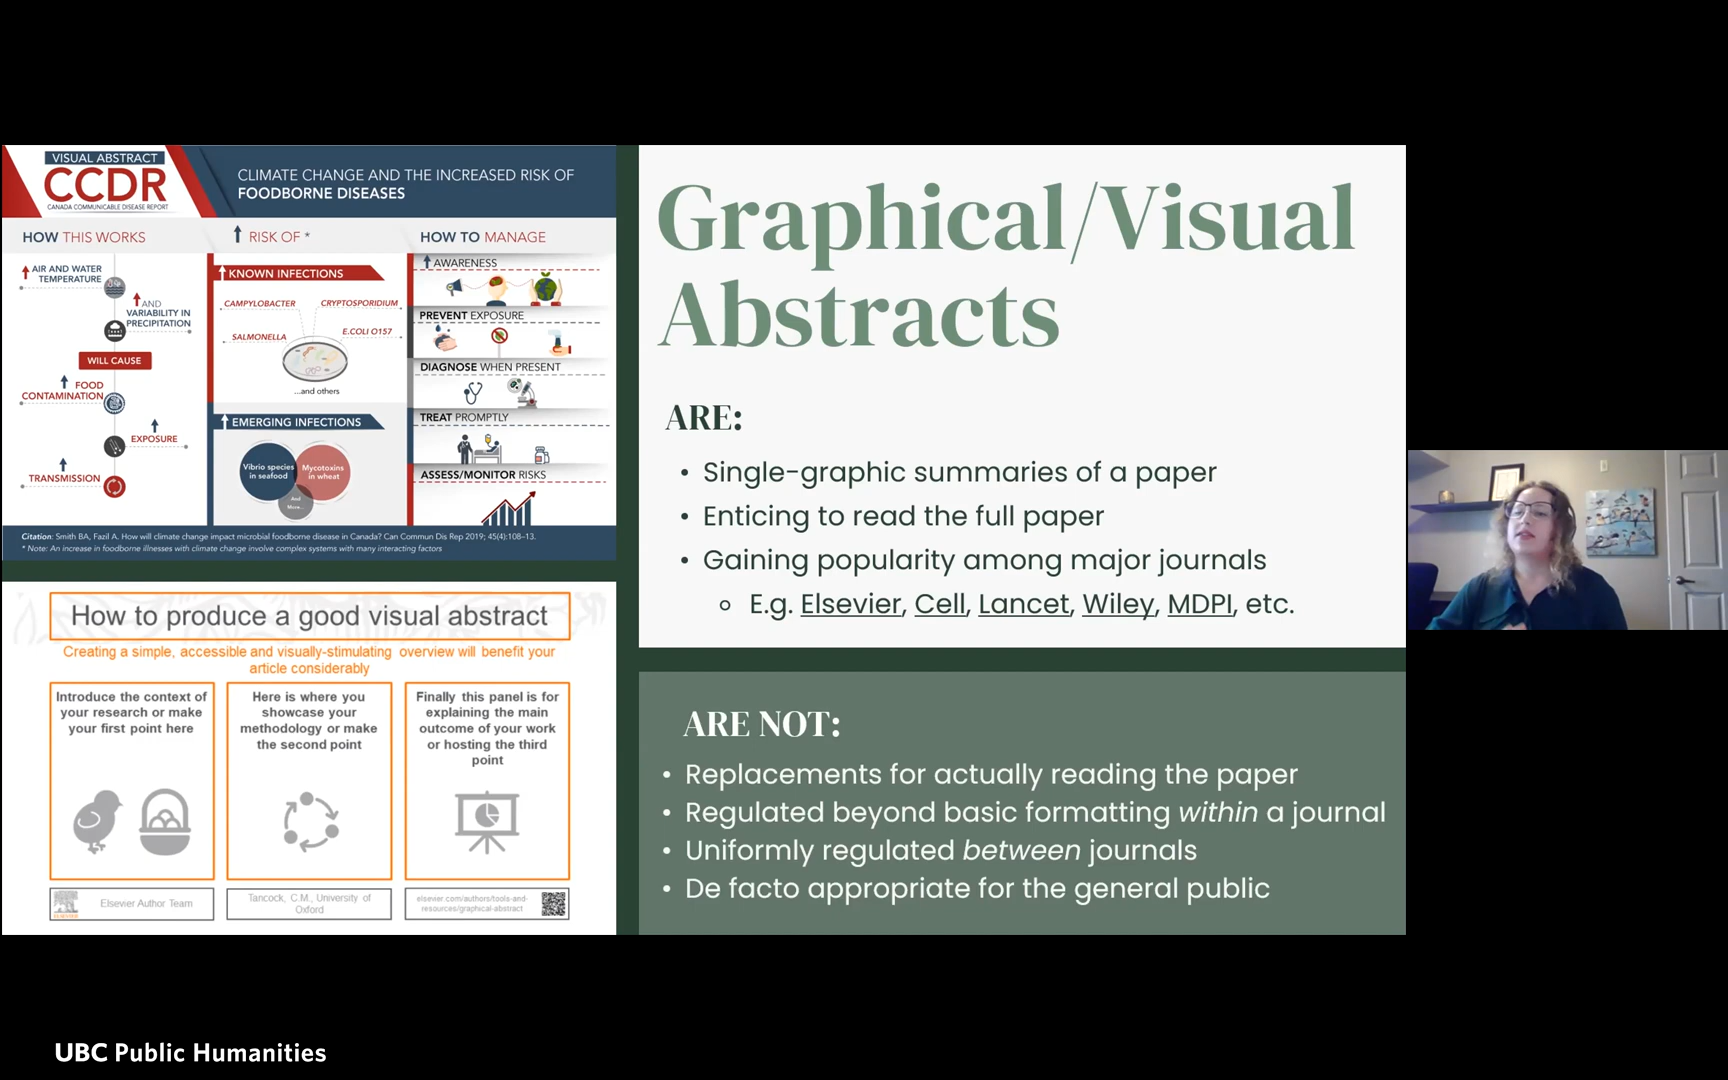 VISUAL ABSTRACT
CCDR
CANADA COMMUNICABLE DISEASE REPORT
CLIMATE CHANGE AND THE INCREASED RISK OF
FOODBORNE DISEASES
HOW THIS WORKS
AIR AND WATER
TEMPERATURE
AND
VARIABILITY IN
PRECIPITATION
WILL CAUSE
FOOD
CONTAMINATION
EXPOSURE
TRANSMISSION
RISK OF *
KNOWN INFECTIONS
CAMPYLOBACTER
CRYPTOSPORIDIUM
SALMONELLA
E.COLI O157
...and others
EMERGING INFECTIONS
Vibrio species
in seafood
Mycotoxins
in wheat
And
More...
HOW TO MANAGE
AWARENESS
PREVENT EXPOSURE
DIAGNOSE WHEN PRESENT
TREAT PROMPTLY
ASSESS/MONITOR RISKS
Citation: Smith BA, Fazil A. How will climate change impact microbial foodborne disease in Canada? Can Commun Dis Rep 2019; 45(4):108–13.
* Note: An increase in foodborne illnesses with climate change involve complex systems with many interacting factors
How to produce a good visual abstract
Creating a simple, accessible and visually-stimulating overview will benefit your
article considerably
Introduce the context of
your research or make
your first point here
Here is where you
showcase your
methodology or make
the second point
Finally this panel is for
explaining the main
outcome of your work
or hosting the third
point
ELSEVIER
Elsevier Author Team
Tancock, C.M., University of
Oxford
elsevier.com/authors/tools-and-
resources/graphical-abstract
Graphical/Visual
Abstracts
ARE:
• Single-graphic summaries of a paper
• Enticing to read the full paper
• Gaining popularity among major journals
○ E.g. Elsevier, Cell, Lancet, Wiley, MDPI, etc.
ARE NOT:
• Replacements for actually reading the paper
• Regulated beyond basic formatting within a journal
• Uniformly regulated between journals
• De facto appropriate for the general public
UBC Public Humanities